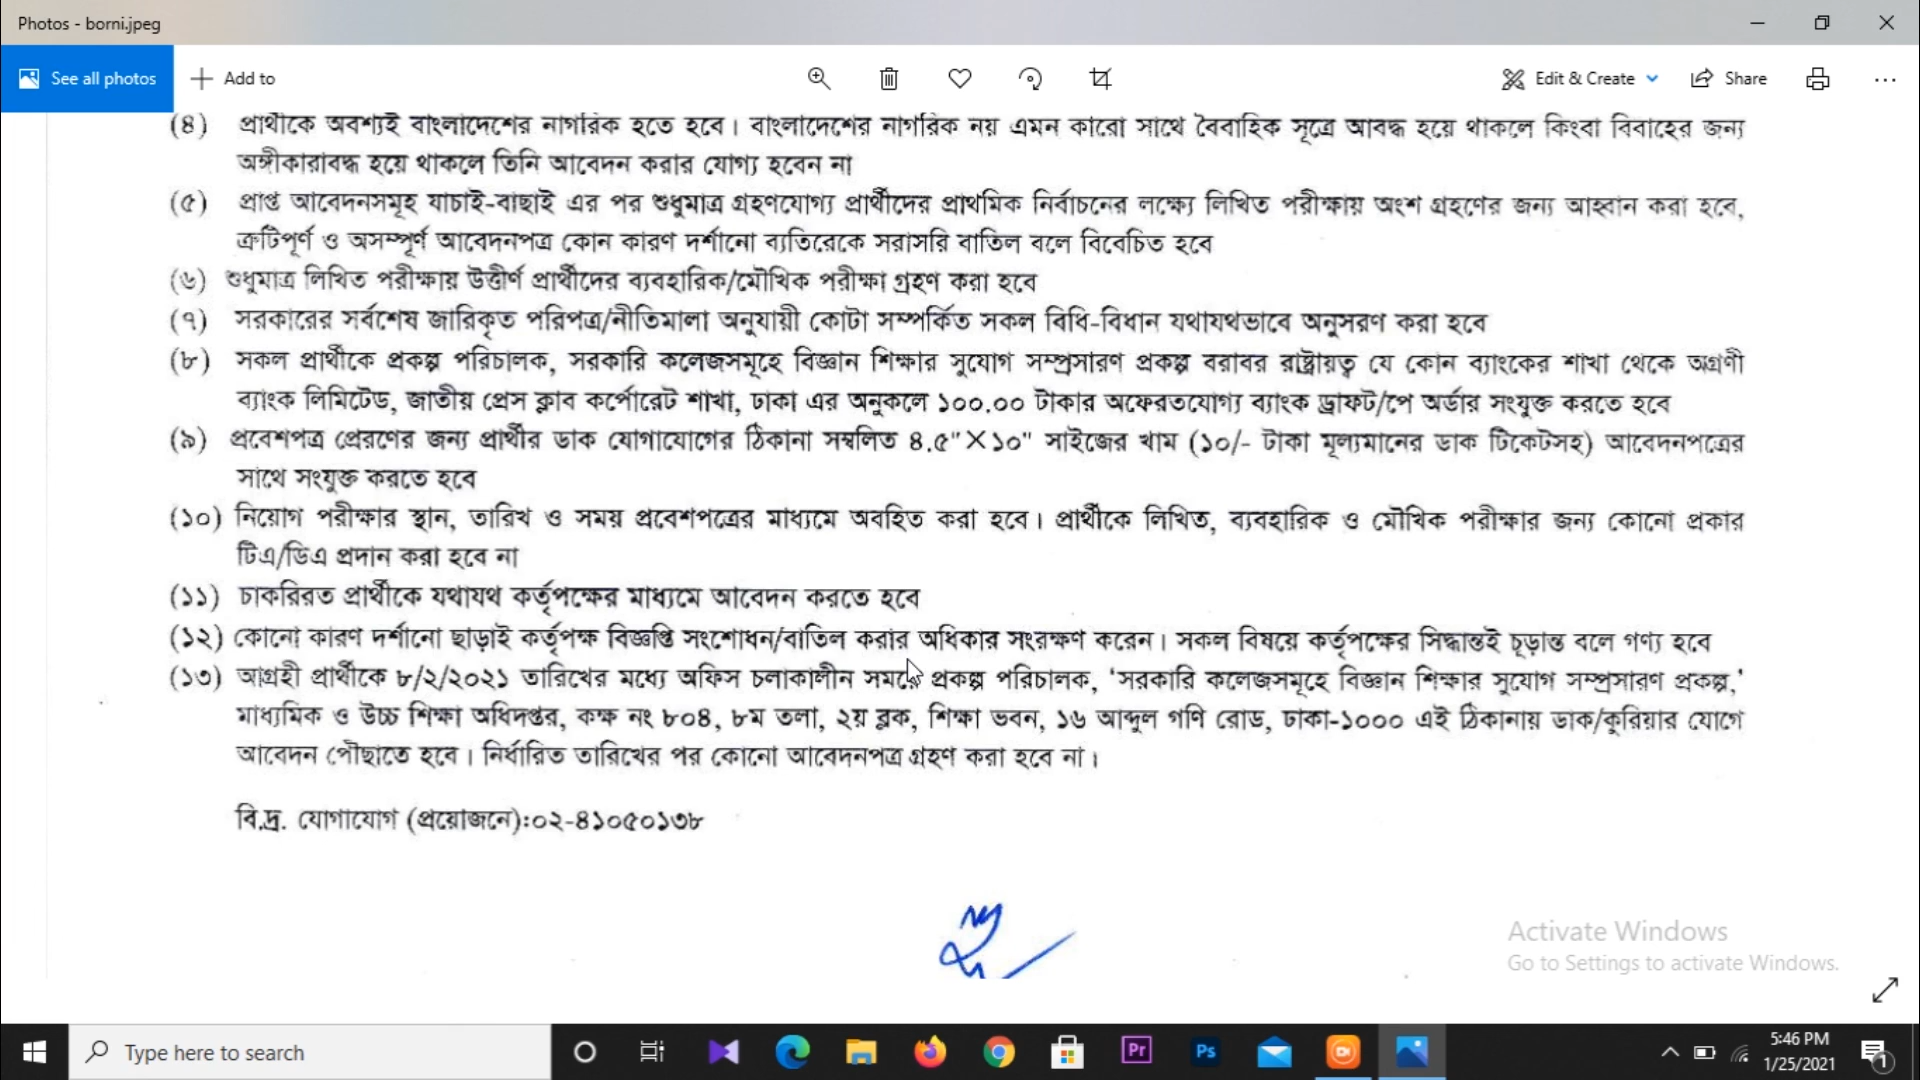 Photos - borni.jpeg
See all photos
Add to
Edit & Create
Share
(৪) প্রার্থীকে অবশ্যই বাংলাদেশের নাগরিক হতে হবে। বাংলাদেশের নাগরিক নয় এমন কারো সাথে বৈবাহিক সূত্রে আবদ্ধ হয়ে থাকলে কিংবা বিবাহের জন্য
অঙ্গীকারাবদ্ধ হয়ে থাকলে তিনি আবেদন করার যোগ্য হবেন না
(৫) প্রাপ্ত আবেদনসমূহ যাচাই-বাছাই এর পর শুধুমাত্র গ্রহণযোগ্য প্রার্থীদের প্রাথমিক নির্বাচনের লক্ষ্যে লিখিত পরীক্ষায় অংশ গ্রহণের জন্য আহ্বান করা হবে,
ত্রুটিপূর্ণ ও অসম্পূর্ণ আবেদনপত্র কোন কারণ দর্শানো ব্যতিরেকে সরাসরি বাতিল বলে বিবেচিত হবে
(৬) শুধুমাত্র লিখিত পরীক্ষায় উত্তীর্ণ প্রার্থীদের ব্যবহারিক/মৌখিক পরীক্ষা গ্রহণ করা হবে
(৭) সরকারের সর্বশেষ জারিকৃত পরিপত্র/নীতিমালা অনুযায়ী কোটা সম্পর্কিত সকল বিধি-বিধান যথাযথভাবে অনুসরণ করা হবে
(৮) সকল প্রার্থীকে প্রকল্প পরিচালক, সরকারি কলেজসমূহে বিজ্ঞান শিক্ষার সুযোগ সম্প্রসারণ প্রকল্প বরাবর রাষ্ট্রায়ত্ব যে কোন ব্যাংকের শাখা থেকে অগ্রণী
ব্যাংক লিমিটেড, জাতীয় প্রেস ক্লাব কর্পোরেট শাখা, ঢাকা এর অনুকলে ১০০.০০ টাকার অফেরতযোগ্য ব্যাংক ড্রাফট/পে অর্ডার সংযুক্ত করতে হবে
(৯) প্রবেশপত্র প্রেরণের জন্য প্রার্থীর ডাক যোগাযোগের ঠিকানা সম্বলিত ৪.৫"×১০" সাইজের খাম (১০/- টাকা মূল্যমানের ডাক টিকেটসহ) আবেদনপত্রের
সাথে সংযুক্ত করতে হবে
(১০) নিয়োগ পরীক্ষার স্থান, তারিখ ও সময় প্রবেশপত্রের মাধ্যমে অবহিত করা হবে। প্রার্থীকে লিখিত, ব্যবহারিক ও মৌখিক পরীক্ষার জন্য কোনো প্রকার
টিএ/ডিএ প্রদান করা হবে না
(১১) চাকরিরত প্রার্থীকে যথাযথ কর্তৃপক্ষের মাধ্যমে আবেদন করতে হবে
(১২) কোনো কারণ দর্শানো ছাড়াই কর্তৃপক্ষ বিজ্ঞপ্তি সংশোধন/বাতিল করার অধিকার সংরক্ষণ করেন। সকল বিষয়ে কর্তৃপক্ষের সিদ্ধান্তই চূড়ান্ত বলে গণ্য হবে
(১৩) আগ্রহী প্রার্থীকে ৮/২/২০২১ তারিখের মধ্যে অফিস চলাকালীন সময়ে প্রকল্প পরিচালক, ‘সরকারি কলেজসমূহে বিজ্ঞান শিক্ষার সুযোগ সম্প্রসারণ প্রকল্প,’
মাধ্যমিক ও উচ্চ শিক্ষা অধিদপ্তর, কক্ষ নং ৮০৪, ৮ম তলা, ২য় ব্লক, শিক্ষা ভবন, ১৬ আব্দুল গণি রোড, ঢাকা-১০০০ এই ঠিকানায় ডাক/কুরিয়ার যোগে
আবেদন পৌঁছাতে হবে। নির্ধারিত তারিখের পর কোনো আবেদনপত্র গ্রহণ করা হবে না।
বি.দ্র. যোগাযোগ (প্রয়োজনে):০২-৪১০৫০১৩৮
Activate Windows
Go to Settings to activate Windows.
Type here to search
Pr
Ps
5:46 PM
1/25/2021
1